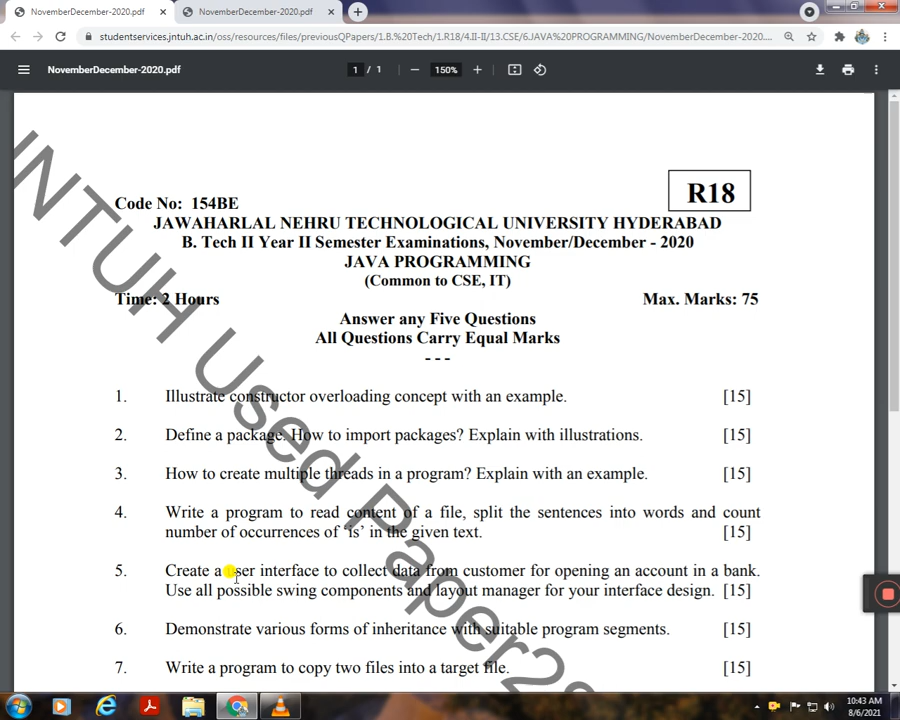 NovemberDecember-2020.pdf
NovemberDecember-2020.pdf
studentservices.jntuh.ac.in/oss/resources/files/previousQPapers/1.B.%20Tech/1.R18/4.II-II/13.CSE/6.JAVA%20PROGRAMMING/NovemberDecember-2020....
NovemberDecember-2020.pdf
1 / 1
150%
R18
Code No: 154BE
JAWAHARLAL NEHRU TECHNOLOGICAL UNIVERSITY HYDERABAD
B. Tech II Year II Semester Examinations, November/December - 2020
JAVA PROGRAMMING
(Common to CSE, IT)
Time: 2 Hours Max. Marks: 75
Answer any Five Questions
All Questions Carry Equal Marks
- - -
1. Illustrate constructor overloading concept with an example. [15]
2. Define a package. How to import packages? Explain with illustrations. [15]
3. How to create multiple threads in a program? Explain with an example. [15]
4. Write a program to read content of a file, split the sentences into words and count
number of occurrences of 'is' in the given text. [15]
5. Create a user interface to collect data from customer for opening an account in a bank.
Use all possible swing components and layout manager for your interface design. [15]
6. Demonstrate various forms of inheritance with suitable program segments. [15]
7. Write a program to copy two files into a target file. [15]
JNTUH Used Paper2
10:43 AM
8/6/2021